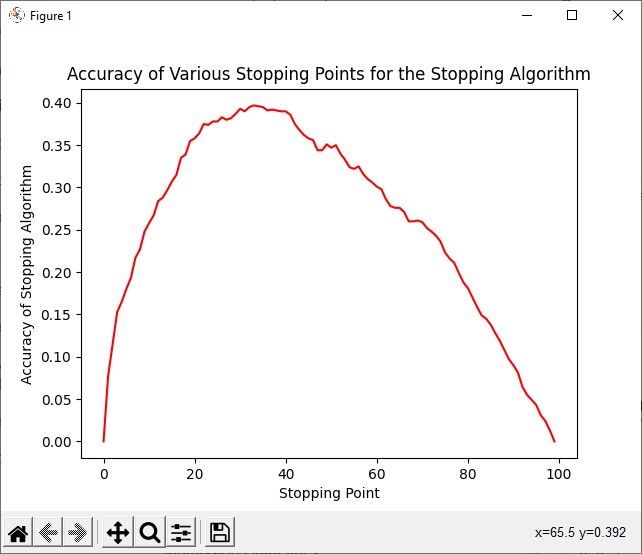 Figure 1
Accuracy of Various Stopping Points for the Stopping Algorithm
Accuracy of Stopping Algorithm
0.40
0.35
0.30
0.25
0.20
0.15
0.10
0.05
0.00
0 20 40 60 80 100
Stopping Point
x=65.5 y=0.392